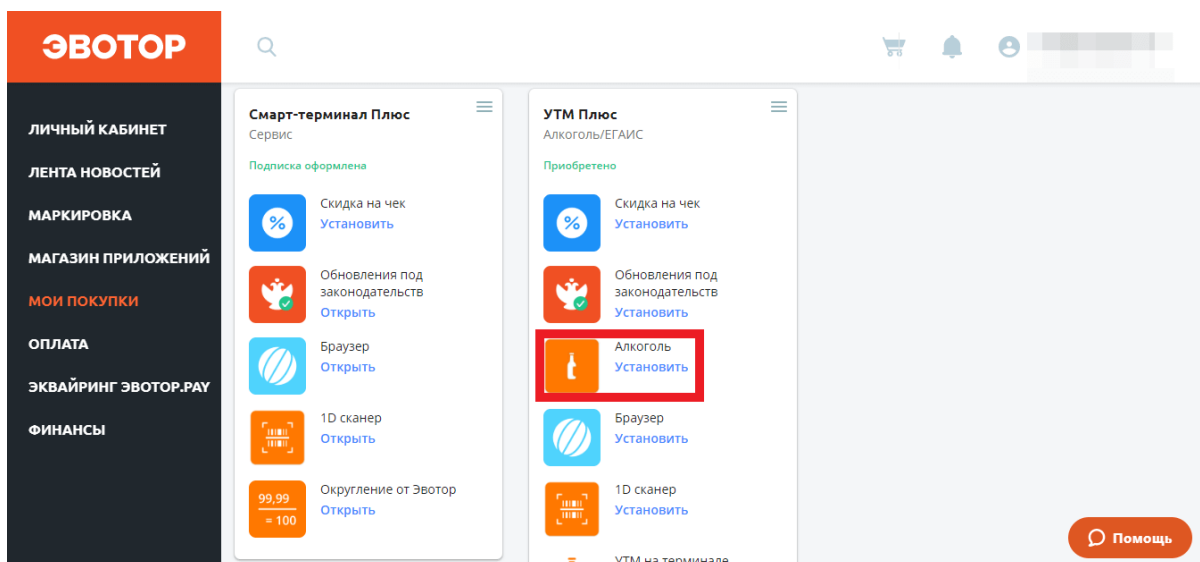 ЭВОТОР
ЛИЧНЫЙ КАБИНЕТ
ЛЕНТА НОВОСТЕЙ
МАРКИРОВКА
МАГАЗИН ПРИЛОЖЕНИЙ
МОИ ПОКУПКИ
ОПЛАТА
ЭКВАЙРИНГ ЭВОТОР.PAY
ФИНАНСЫ
Смарт-терминал Плюс
Сервис
Подписка оформлена
Скидка на чек
Установить
Обновления под
законодательств
Открыть
Браузер
Открыть
1D сканер
Открыть
99,99
= 100
Округление от Эвотор
Открыть
УТМ Плюс
Алкоголь/ЕГАИС
Приобретено
Скидка на чек
Установить
Обновления под
законодательств
Установить
Алкоголь
Установить
Браузер
Установить
1D сканер
Установить
УТМ на терминале
Помощь